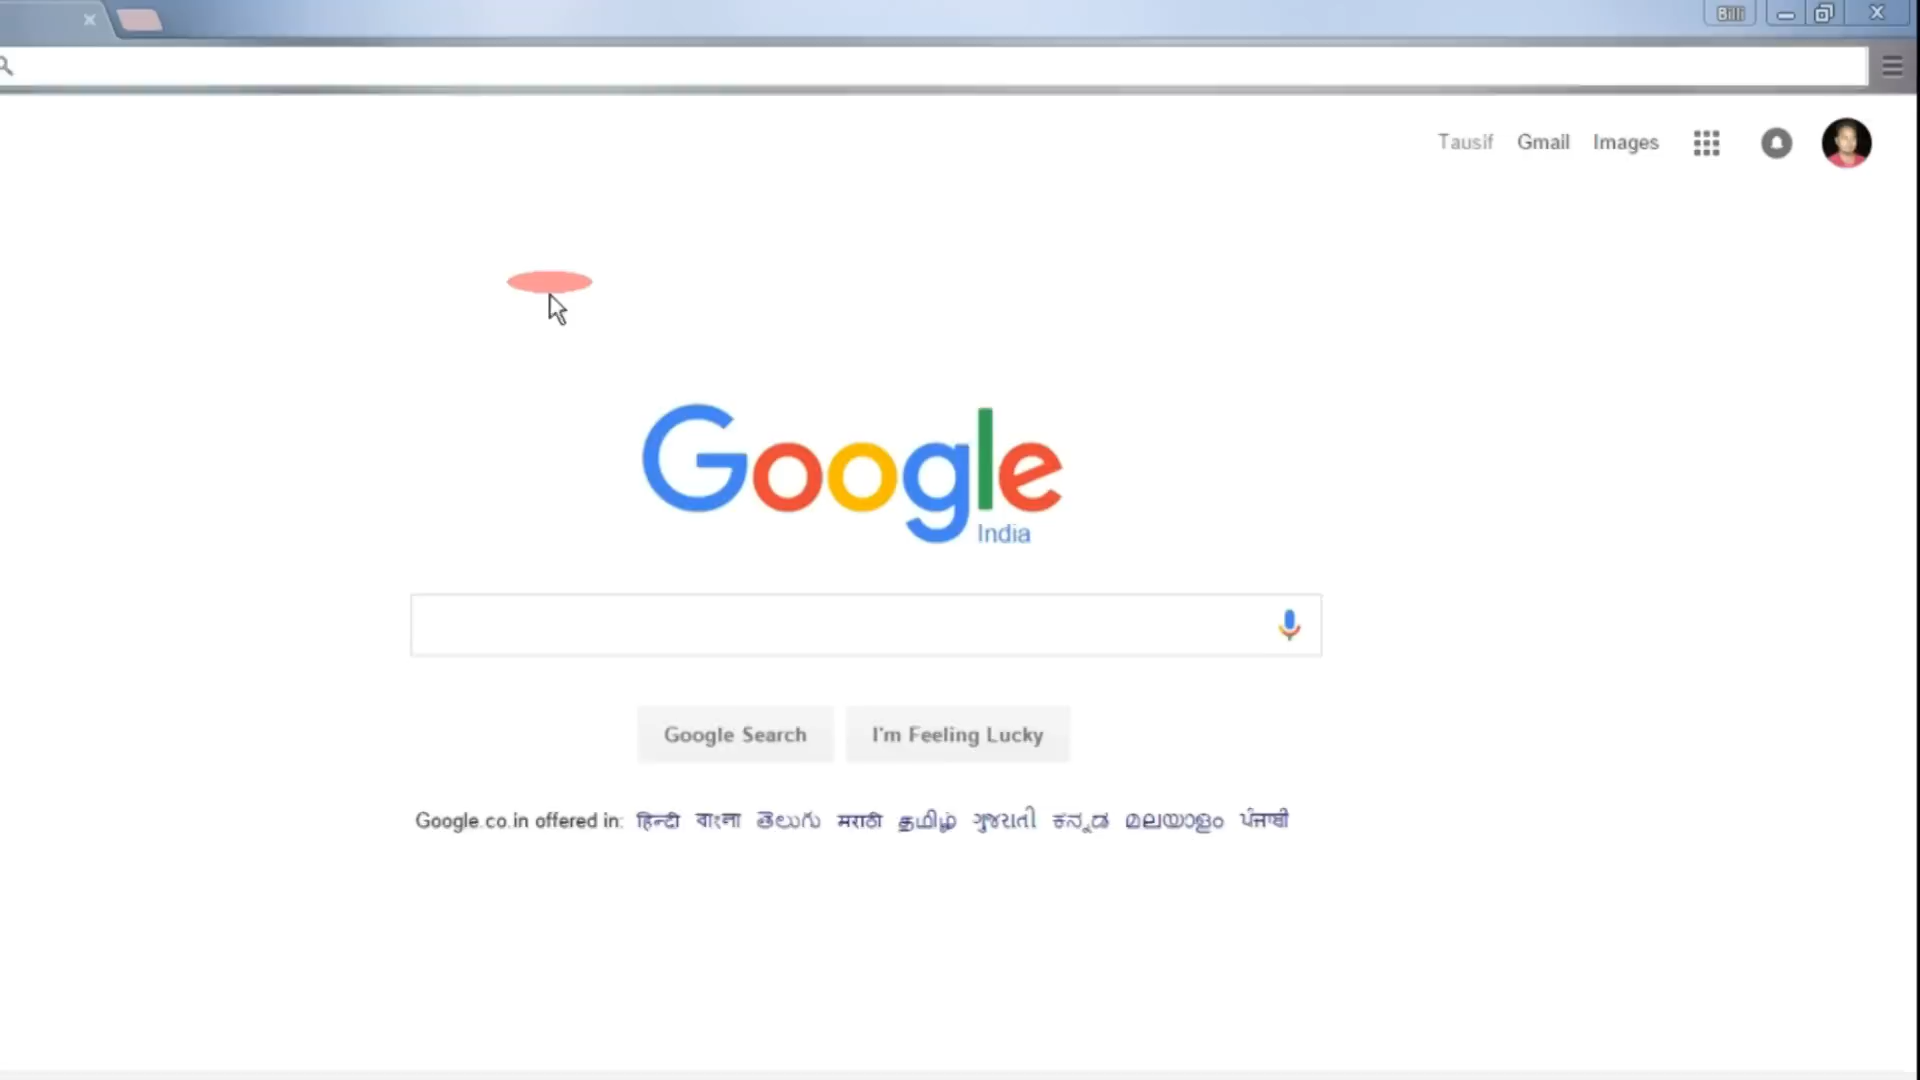 Billi
Tausif Gmail Images
Google
India
Google Search I'm Feeling Lucky
Google.co.in offered in: हिन्दी বাংলা తెలుగు मराठी தமிழ் ગુજરાતી ಕನ್ನಡ മലയാളം ਪੰਜਾਬੀ